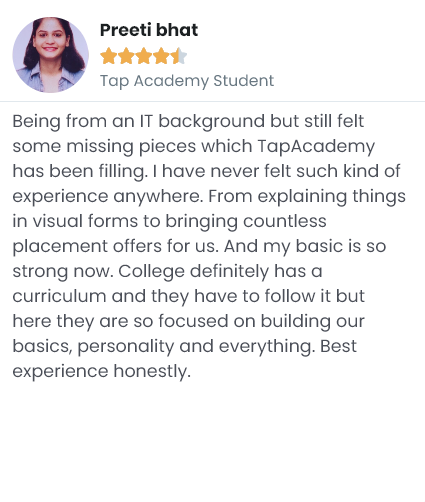 Preeti bhat
Tap Academy Student
Being from an IT background but still felt
some missing pieces which TapAcademy
has been filling. I have never felt such kind of
experience anywhere. From explaining things
in visual forms to bringing countless
placement offers for us. And my basic is so
strong now. College definitely has a
curriculum and they have to follow it but
here they are so focused on building our
basics, personality and everything. Best
experience honestly.